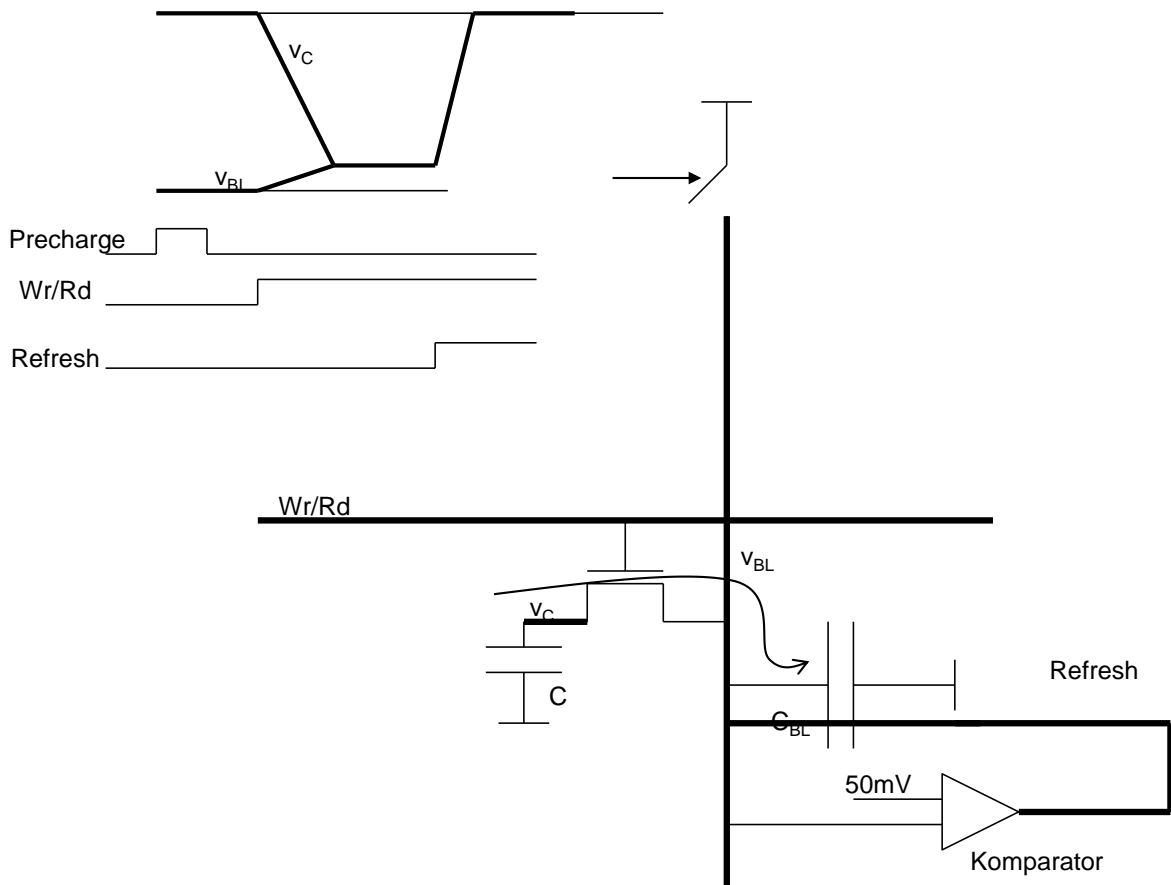 vC
vBL
Precharge
Wr/Rd
Refresh
Wr/Rd
vBL
vC
C
Refresh
CBL
50mV
Komparator